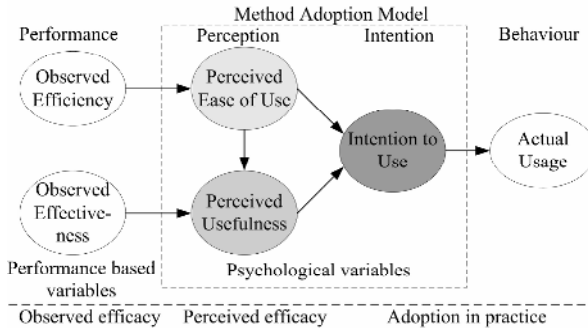 Method Adoption Model
Performance
Perception
Intention
Behaviour
Observed
Efficiency
Perceived
Ease of Use
Intention to
Use
Actual
Usage
Observed
Effective-
ness
Perceived
Usefulness
Performance based
variables
Psychological variables
Observed efficacy
Perceived efficacy
Adoption in practice